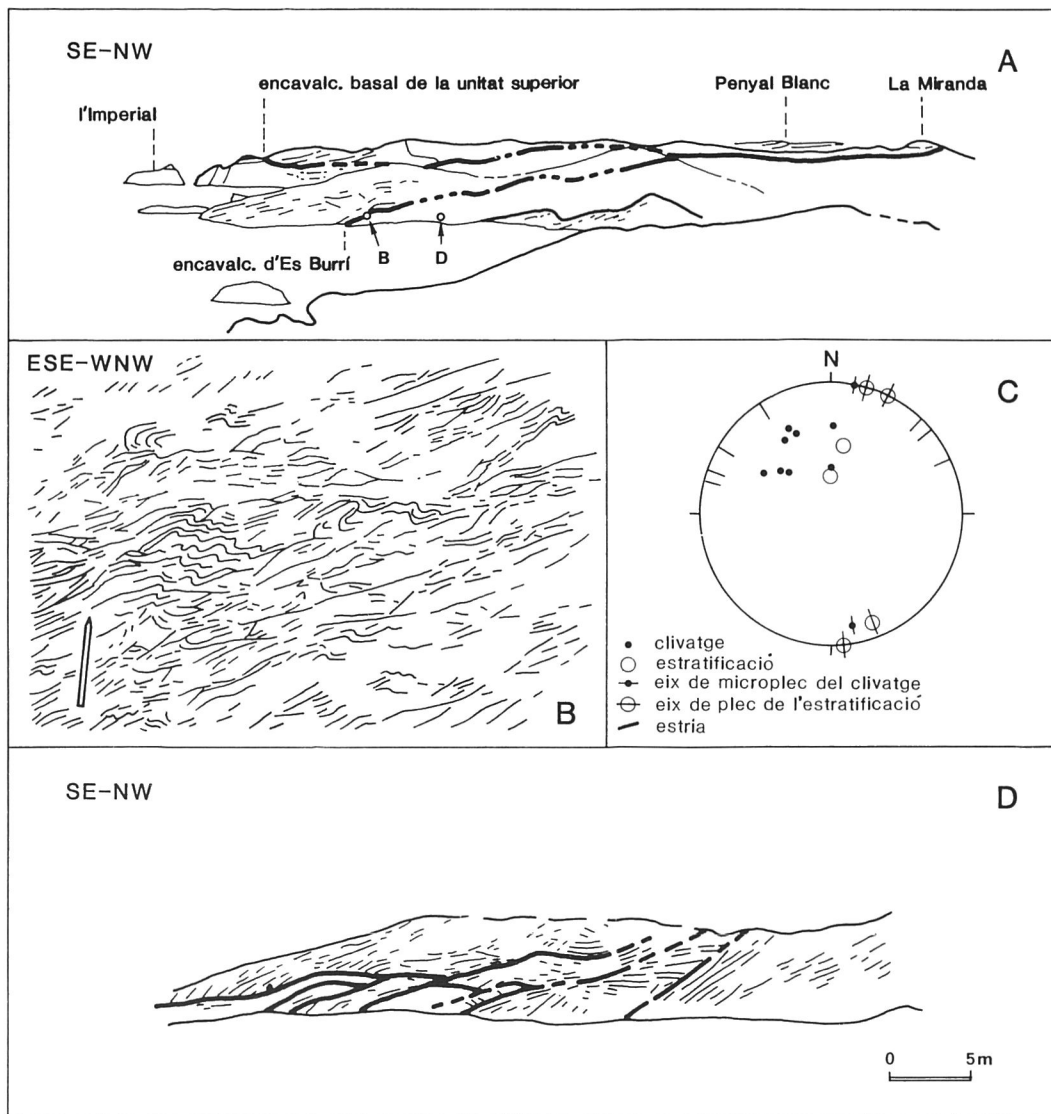 SE-NW
A
encavalc. basal de la unitat superior
Penyal Blanc
La Miranda
l'Imperial
B
D
encavalc. d'Es Burrí
ESE-WNW
B
N
C
clivatge
estratificació
eix de microplec del clivatge
eix de plec de l'estratificació
estria
SE-NW
D
0 5m